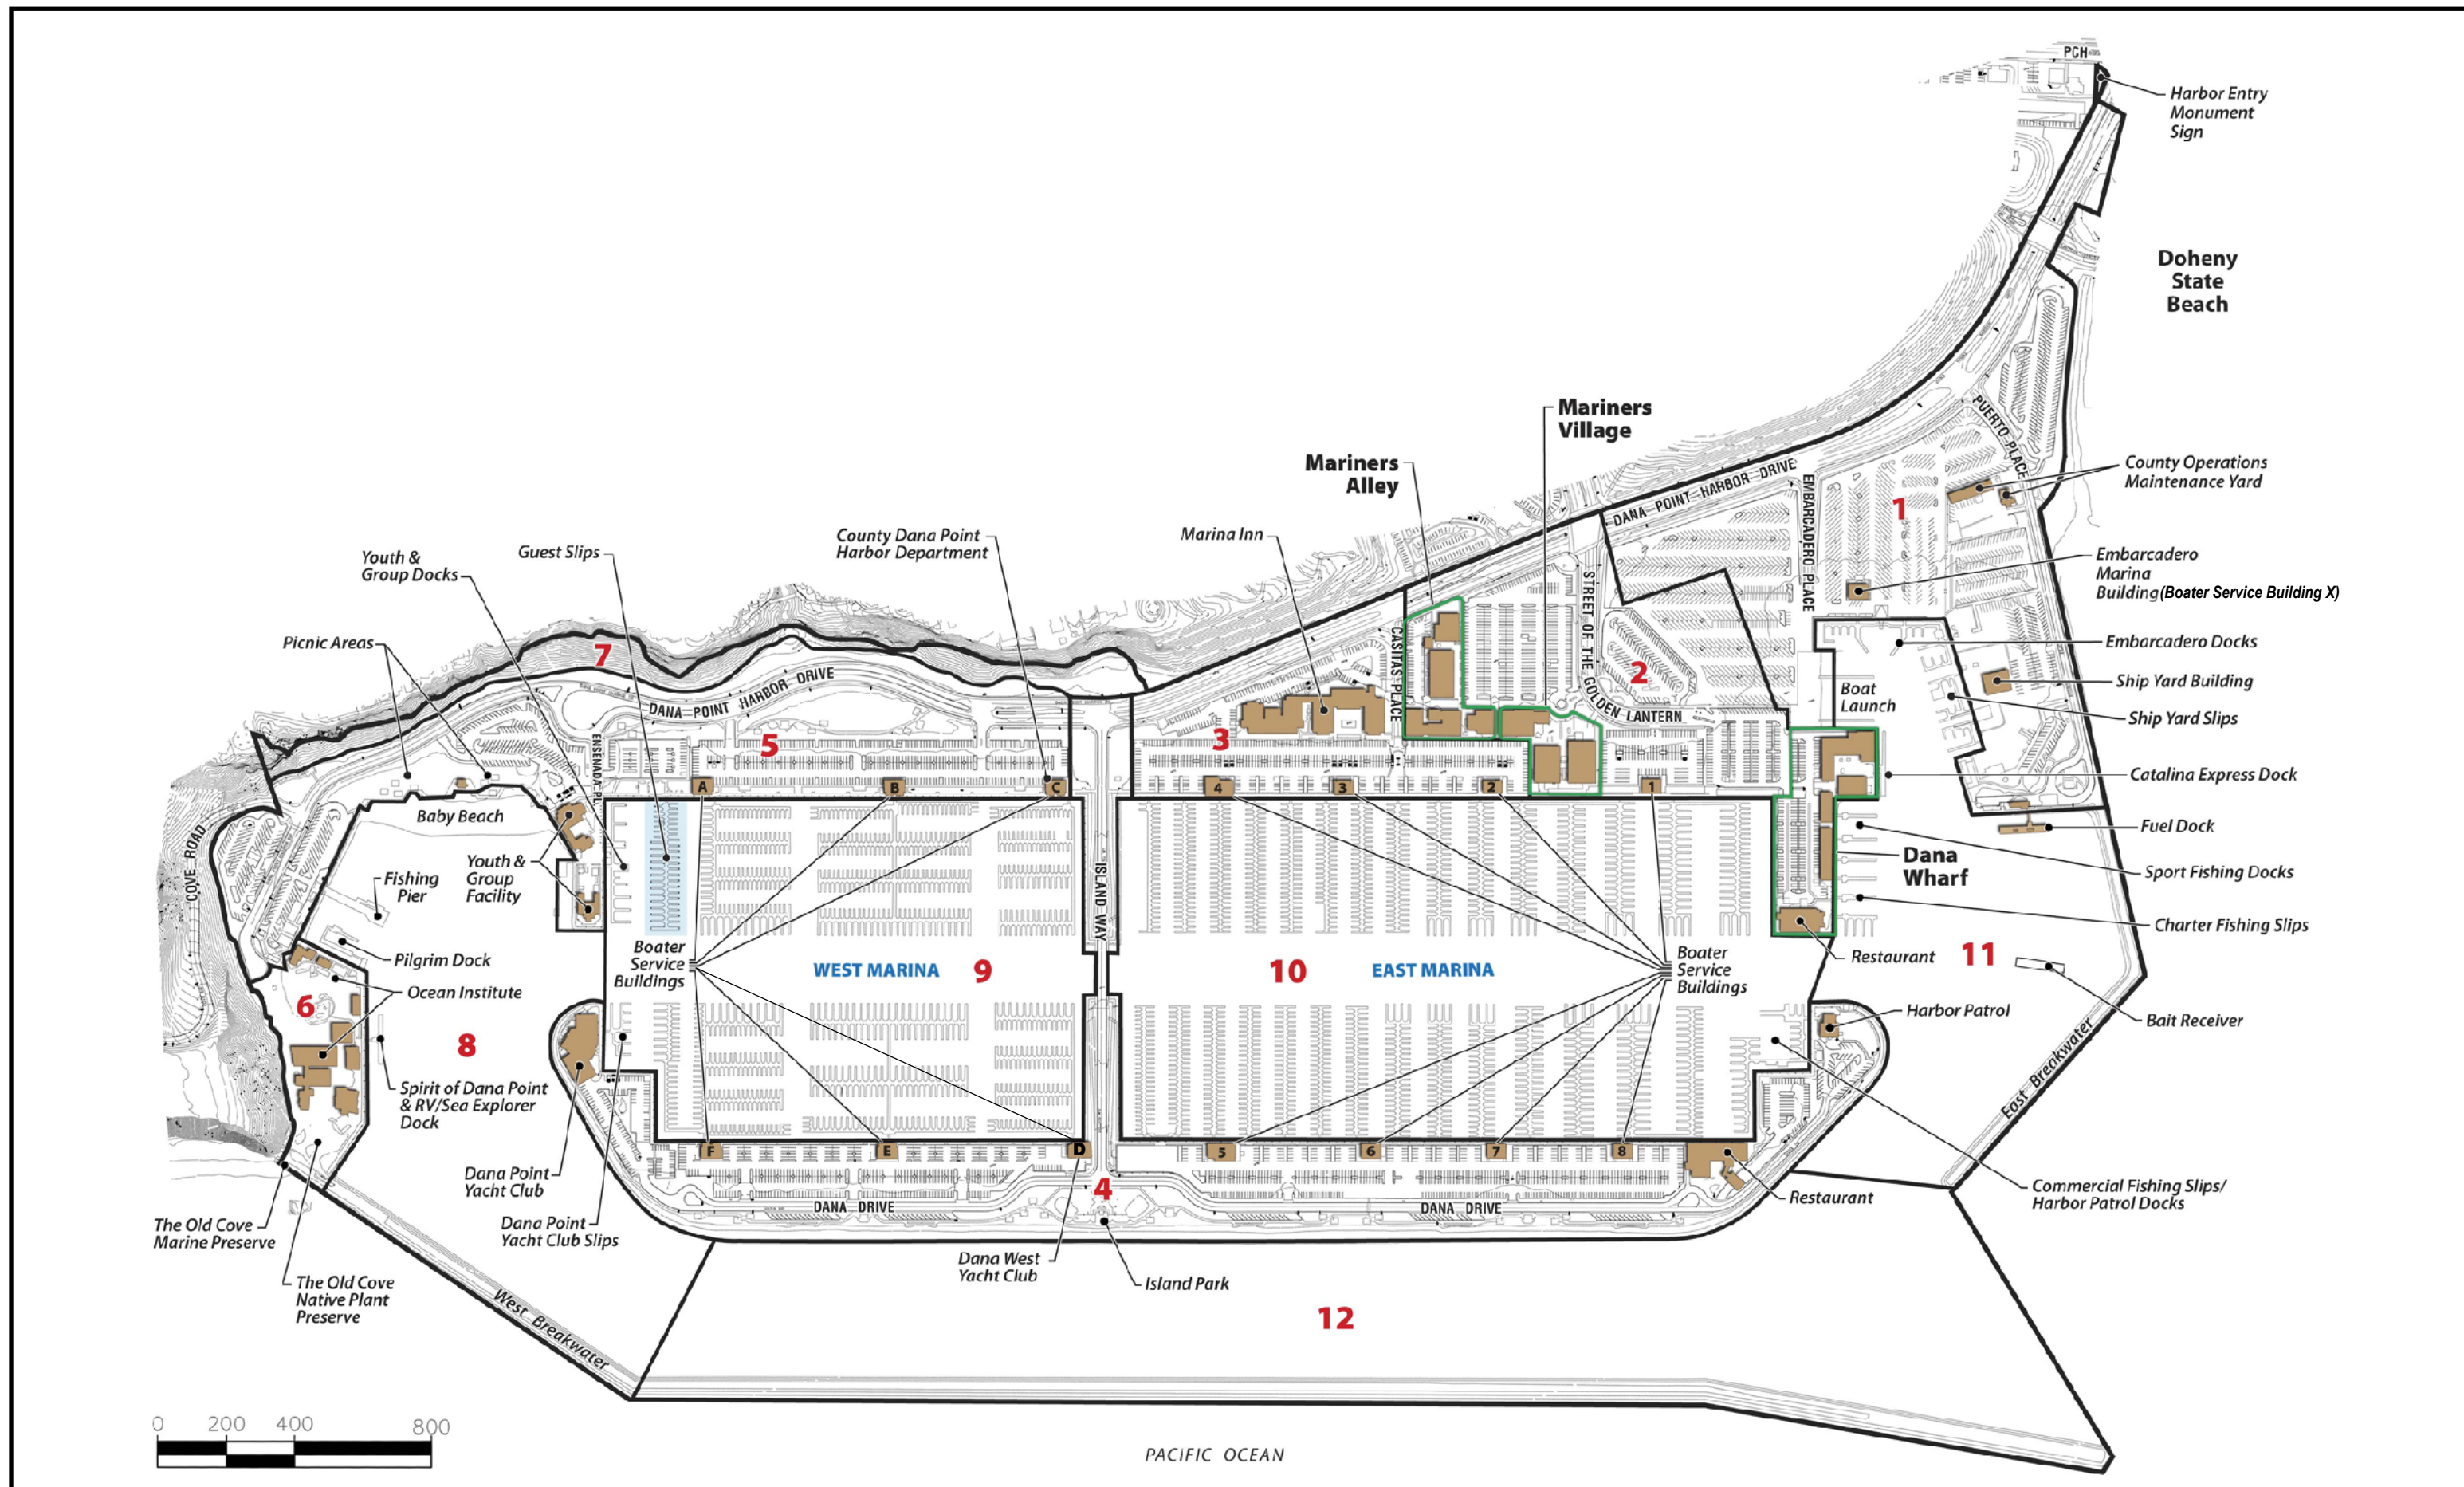 PCH
Harbor Entry
Monument
Sign
Doheny
State
Beach
Mariners
Village
Mariners
Alley
PUERTO PLACE
DANA POINT HARBOR DRIVE
EMBARCADERO PLACE
1
County Operations
Maintenance Yard
County Dana Point
Harbor Department
Marina Inn
Guest Slips
Youth &
Group Docks
Embarcadero
Marina
Building(Boater Service Building X)
Picnic Areas
7
STREET OF THE GOLDEN LANTERN
CASITAS PLACE
2
Embarcadero Docks
Ship Yard Building
Boat
Launch
Ship Yard Slips
DANA POINT HARBOR DRIVE
ENSENADA PL.
5
3
Catalina Express Dock
A
B
C
4
3
2
1
Baby Beach
Fuel Dock
COVE ROAD
Youth &
Group
Facility
Fishing
Pier
ISLAND WAY
Dana
Wharf
Sport Fishing Docks
Charter Fishing Slips
Pilgrim Dock
Boater
Service
Buildings
WEST MARINA
9
10
EAST MARINA
Boater
Service
Buildings
Restaurant
11
Ocean Institute
6
8
Harbor Patrol
Bait Receiver
East Breakwater
Spirit of Dana Point
& RV/Sea Explorer
Dock
F
E
D
5
6
7
8
Dana Point
Yacht Club
4
DANA DRIVE
DANA DRIVE
Restaurant
Commercial Fishing Slips/
Harbor Patrol Docks
The Old Cove
Marine Preserve
Dana Point
Yacht Club Slips
Dana West
Yacht Club
Island Park
The Old Cove
Native Plant
Preserve
West Breakwater
12
0 200 400 800
PACIFIC OCEAN